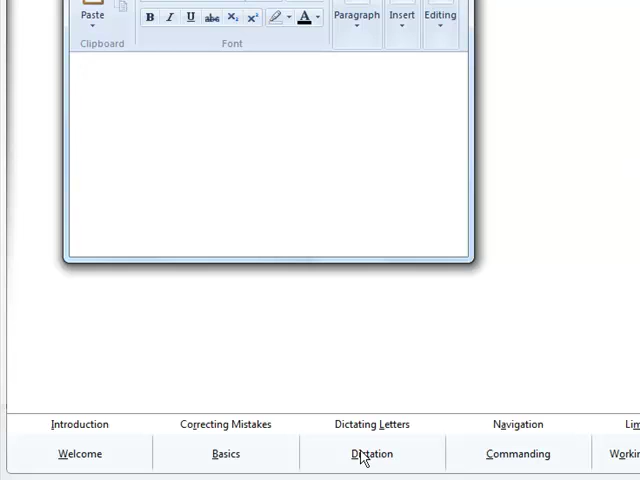 Paste
B I U abc X₂ X² A
Paragraph Insert Editing
Clipboard Font
Introduction Correcting Mistakes Dictating Letters Navigation
Welcome Basics Dictation Commanding